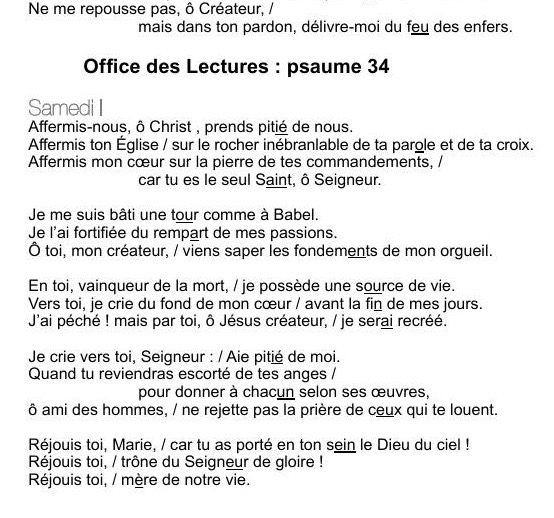 Ne me repousse pas, ô Créateur, /
mais dans ton pardon, délivre-moi du feu des enfers.
Office des Lectures : psaume 34
Samedi I
Affermis-nous, ô Christ , prends pitié de nous.
Affermis ton Église / sur le rocher inébranlable de ta parole et de ta croix.
Affermis mon cœur sur la pierre de tes commandements, /
car tu es le seul Saint, ô Seigneur.
Je me suis bâti une tour comme à Babel.
Je l'ai fortifiée du rempart de mes passions.
Ô toi, mon créateur, / viens saper les fondements de mon orgueil.
En toi, vainqueur de la mort, / je possède une source de vie.
Vers toi, je crie du fond de mon cœur / avant la fin de mes jours.
J'ai péché ! mais par toi, ô Jésus créateur, / je serai recréé.
Je crie vers toi, Seigneur : / Aie pitié de moi.
Quand tu reviendras escorté de tes anges /
pour donner à chacun selon ses œuvres,
ô ami des hommes, / ne rejette pas la prière de ceux qui te louent.
Réjouis toi, Marie, / car tu as porté en ton sein le Dieu du ciel !
Réjouis toi, / trône du Seigneur de gloire !
Réjouis toi, / mère de notre vie.